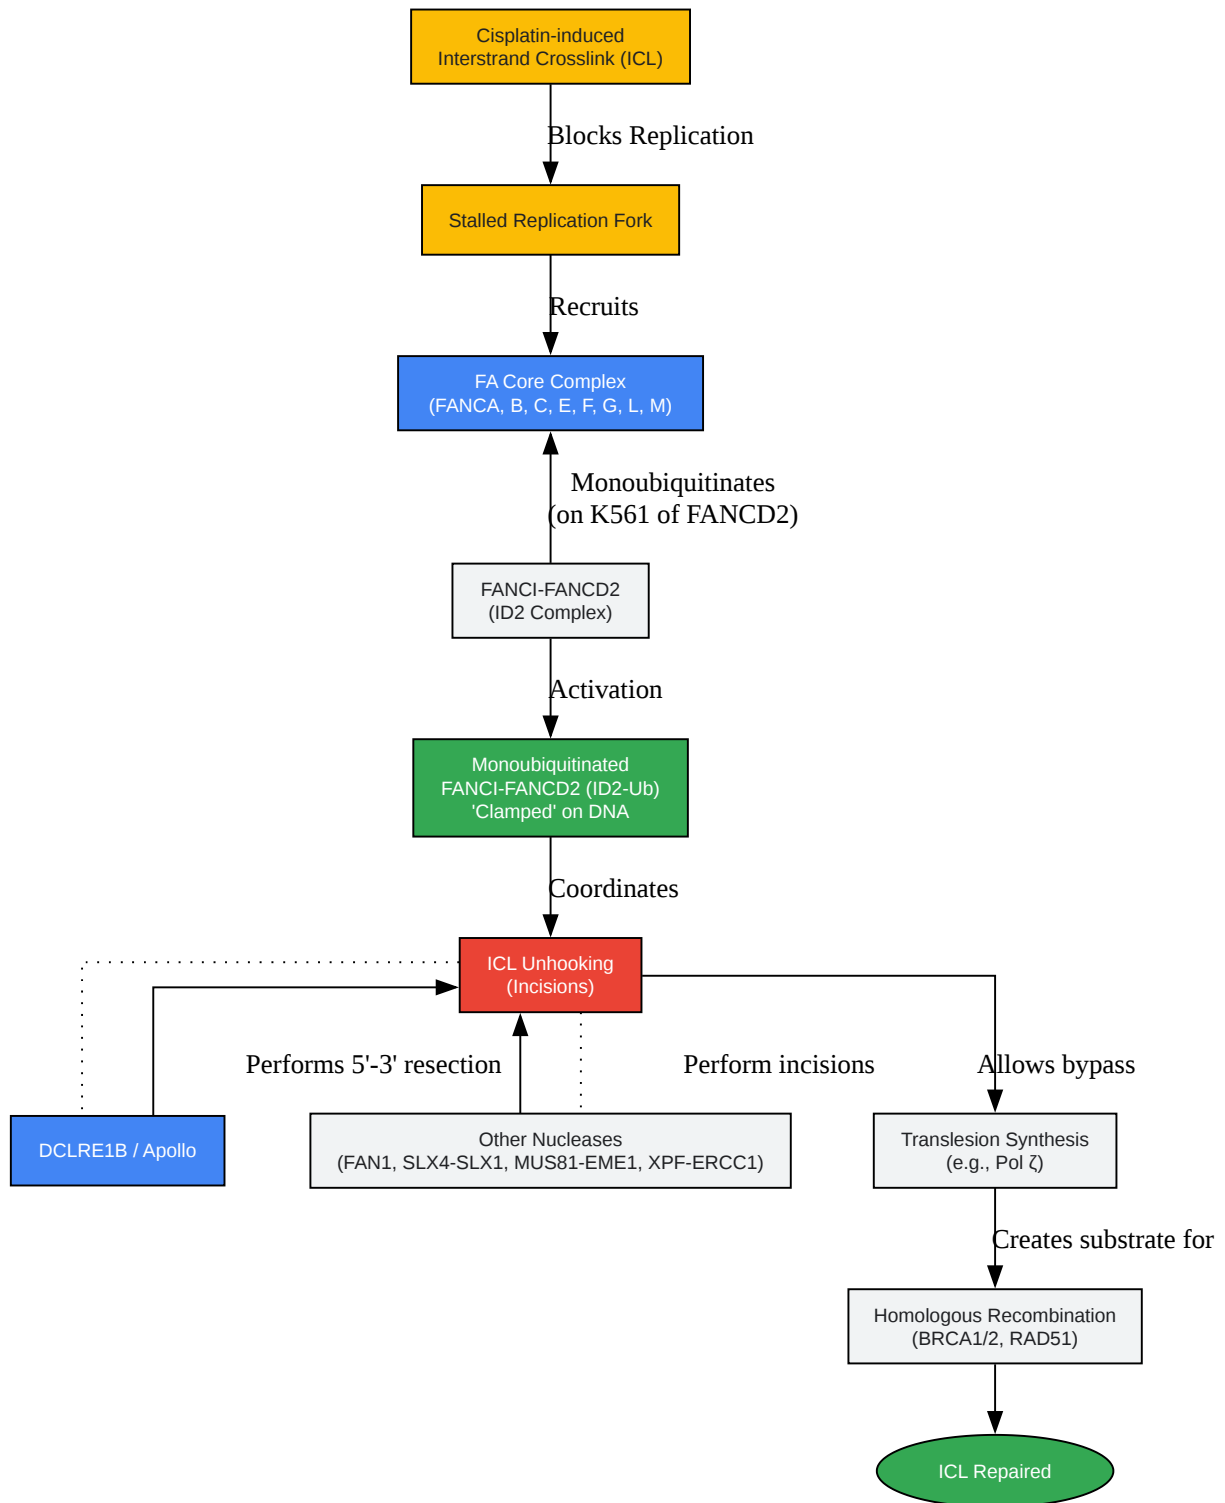 Cisplatin-induced
Interstrand Crosslink (ICL)
Blocks Replication
Stalled Replication Fork
Recruits
FA Core Complex
(FANCA, B, C, E, F, G, L, M)
Monoubiquitinates
(on K561 of FANCD2)
FANCI-FANCD2
(ID2 Complex)
Activation
Monoubiquitinated
FANCI-FANCD2 (ID2-Ub)
'Clamped' on DNA
Coordinates
ICL Unhooking
(Incisions)
Performs 5'-3' resection
Perform incisions
Allows bypass
DCLRE1B / Apollo
Other Nucleases
(FAN1, SLX4-SLX1, MUS81-EME1, XPF-ERCC1)
Translesion Synthesis
(e.g., Pol ζ)
Creates substrate for
Homologous Recombination
(BRCA1/2, RAD51)
ICL Repaired